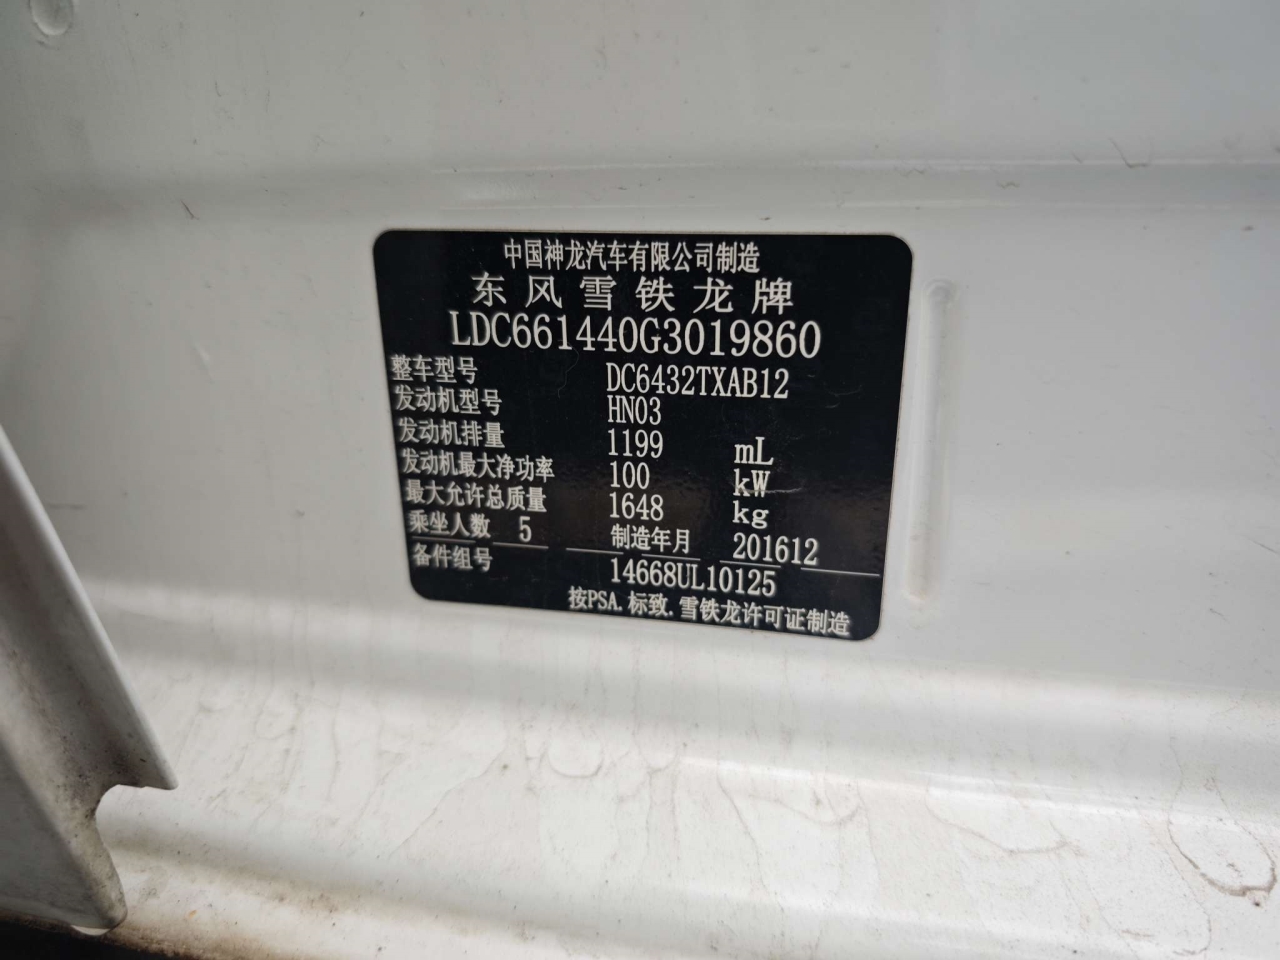 中国神龙汽车有限公司制造
东风雪铁龙牌
LDC661440G3019860
整车型号 DC6432TXAB12
发动机型号 HN03
发动机排量 1199 mL
发动机最大净功率 100 kW
最大允许总质量 1648 kg
乘坐人数 5 制造年月 201612
备件组号 14668UL10125
按PSA.标致.雪铁龙许可证制造